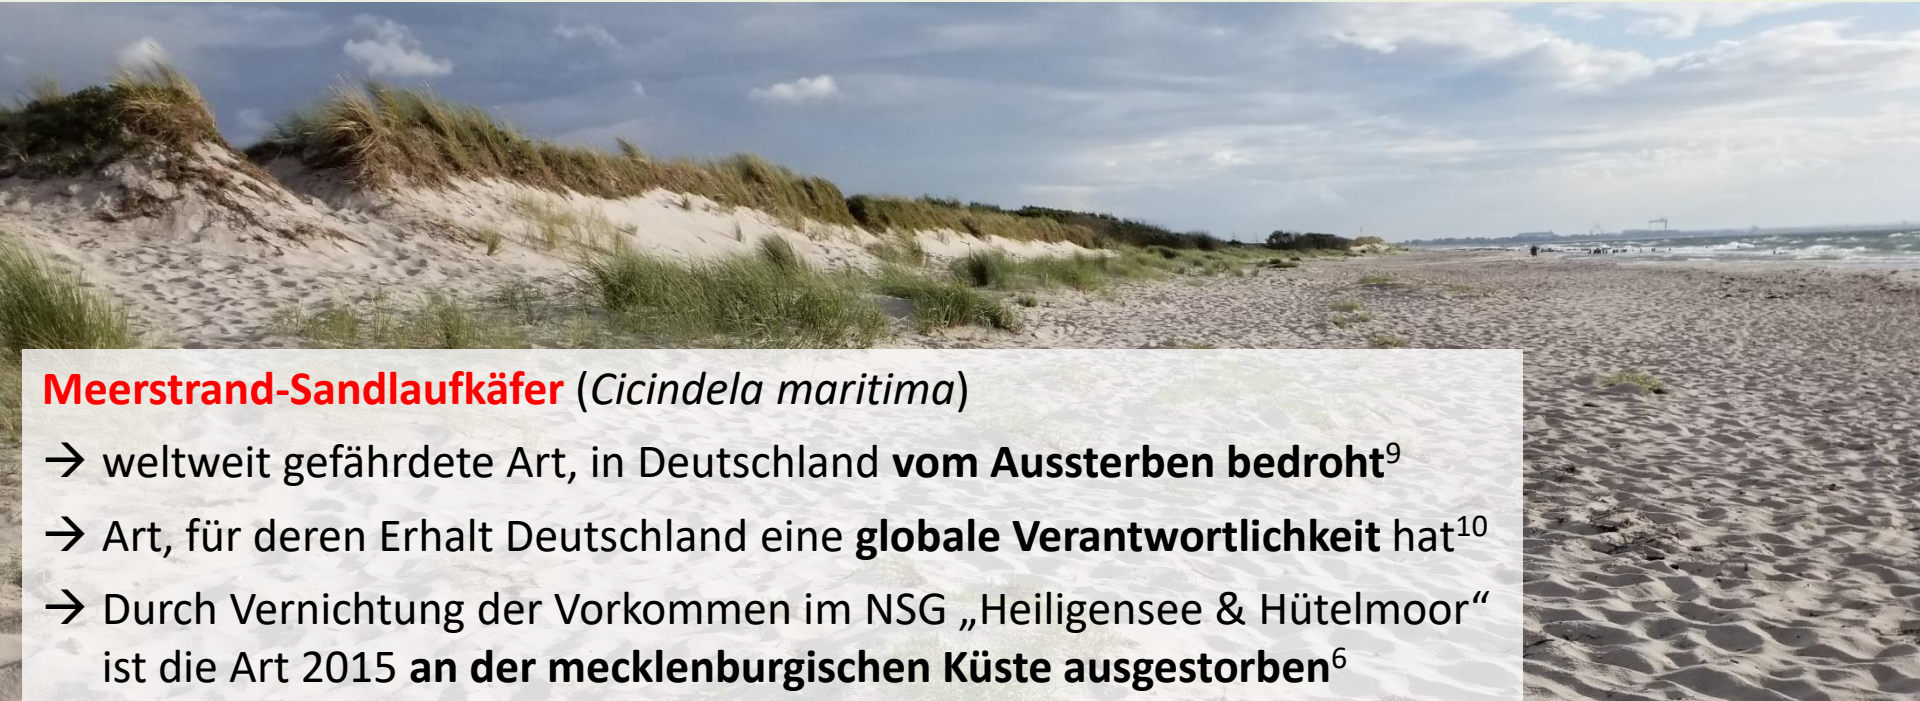 Meerstrand-Sandlaufkäfer (Cicindela maritima)
→ weltweit gefährdete Art, in Deutschland vom Aussterben bedroht⁹
→ Art, für deren Erhalt Deutschland eine globale Verantwortlichkeit hat¹⁰
→ Durch Vernichtung der Vorkommen im NSG „Heiligensee & Hütelmoor“
ist die Art 2015 an der mecklenburgischen Küste ausgestorben⁶